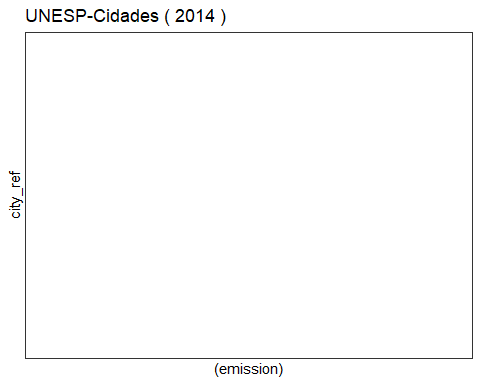 UNESP-Cidades ( 2014 )
city_ref
(emission)